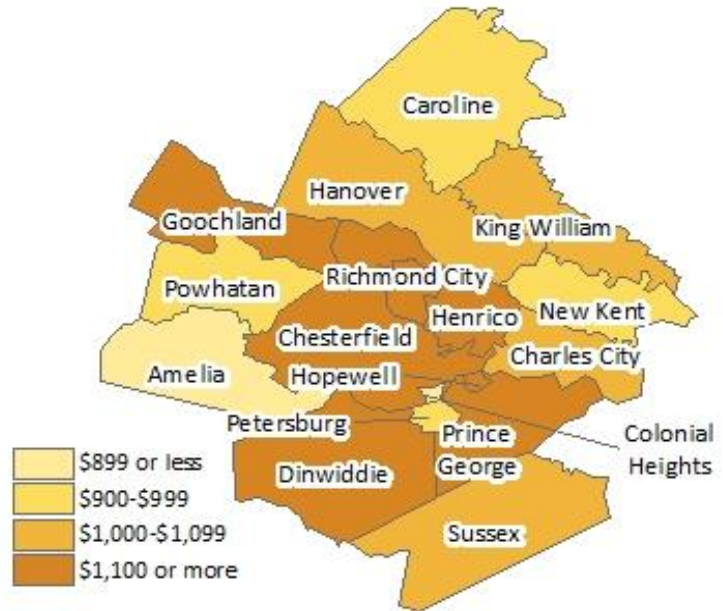 Caroline
Hanover
Goochland
King William
Richmond City
Powhatan
Henrico
New Kent
Chesterfield
Charles City
Amelia
Hopewell
Petersburg
Prince
George
Colonial
Heights
Dinwiddie
Sussex
$899 or less
$900-$999
$1,000-$1,099
$1,100 or more